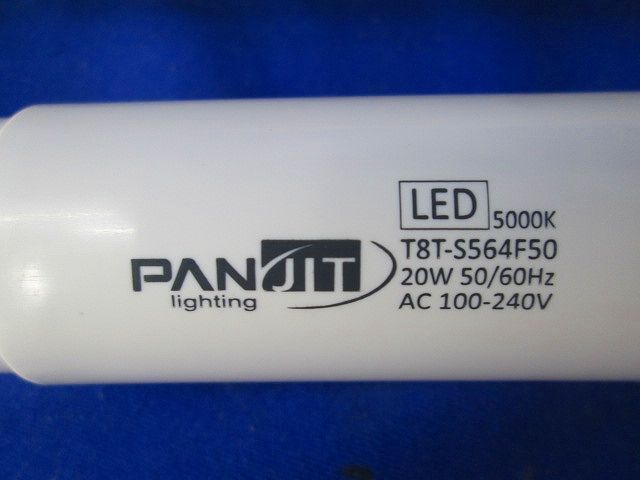 PANJIT
lighting
LED 5000K
T8T-S564F50
20W 50/60Hz
AC 100-240V